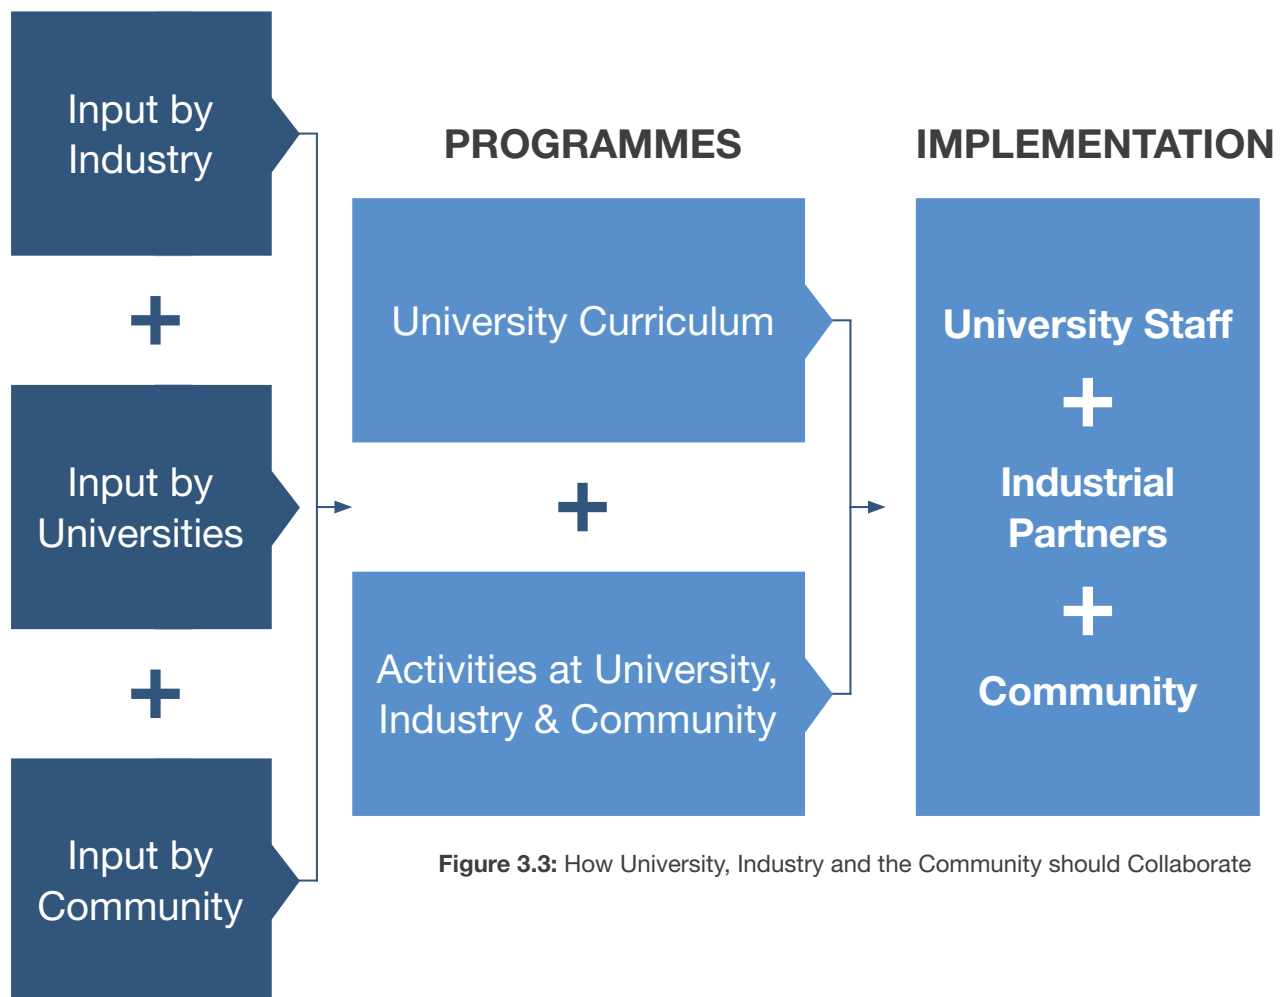 Input by
Industry
+
Input by
Universities
+
Input by
Community
PROGRAMMES
University Curriculum
+
Activities at University,
Industry & Community
IMPLEMENTATION
University Staff
+
Industrial
Partners
+
Community
Figure 3.3: How University, Industry and the Community should Collaborate